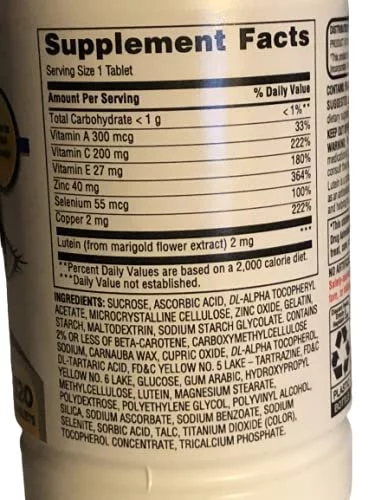 Supplement Facts
Serving Size 1 Tablet
Amount Per Serving % Daily Value
Total Carbohydrate < 1 g < 1%**
Vitamin A 300 mcg 33%
Vitamin C 200 mg 222%
Vitamin E 27 mg 180%
Zinc 40 mg 364%
Selenium 55 mcg 100%
Copper 2 mg 222%
Lutein (from marigold flower extract) 2 mg ***
**Percent Daily Values are based on a 2,000 calorie diet.
***Daily Value not established.
INGREDIENTS: SUCROSE, ASCORBIC ACID, DL-ALPHA TOCOPHERYL
ACETATE, MICROCRYSTALLINE CELLULOSE, ZINC OXIDE, GELATIN,
STARCH, MALTODEXTRIN, SODIUM STARCH GLYCOLATE. CONTAINS
2% OR LESS OF BETA-CAROTENE, CARBOXYMETHYLCELLULOSE
SODIUM, CARNAUBA WAX, CUPRIC OXIDE, DL-ALPHA TOCOPHEROL,
DL-TARTARIC ACID, FD&C YELLOW NO. 5 LAKE – TARTRAZINE, FD&C
YELLOW NO. 6 LAKE, GLUCOSE, GUM ARABIC, HYDROXYPROPYL
METHYLCELLULOSE, LUTEIN, MAGNESIUM STEARATE,
POLYDEXTROSE, POLYETHYLENE GLYCOL, POLYVINYL ALCOHOL,
SILICA, SODIUM ASCORBATE, SODIUM BENZOATE, SODIUM
SELENITE, SORBIC ACID, TALC, TITANIUM DIOXIDE (COLOR),
TOCOPHEROL CONCENTRATE, TRICALCIUM PHOSPHATE.